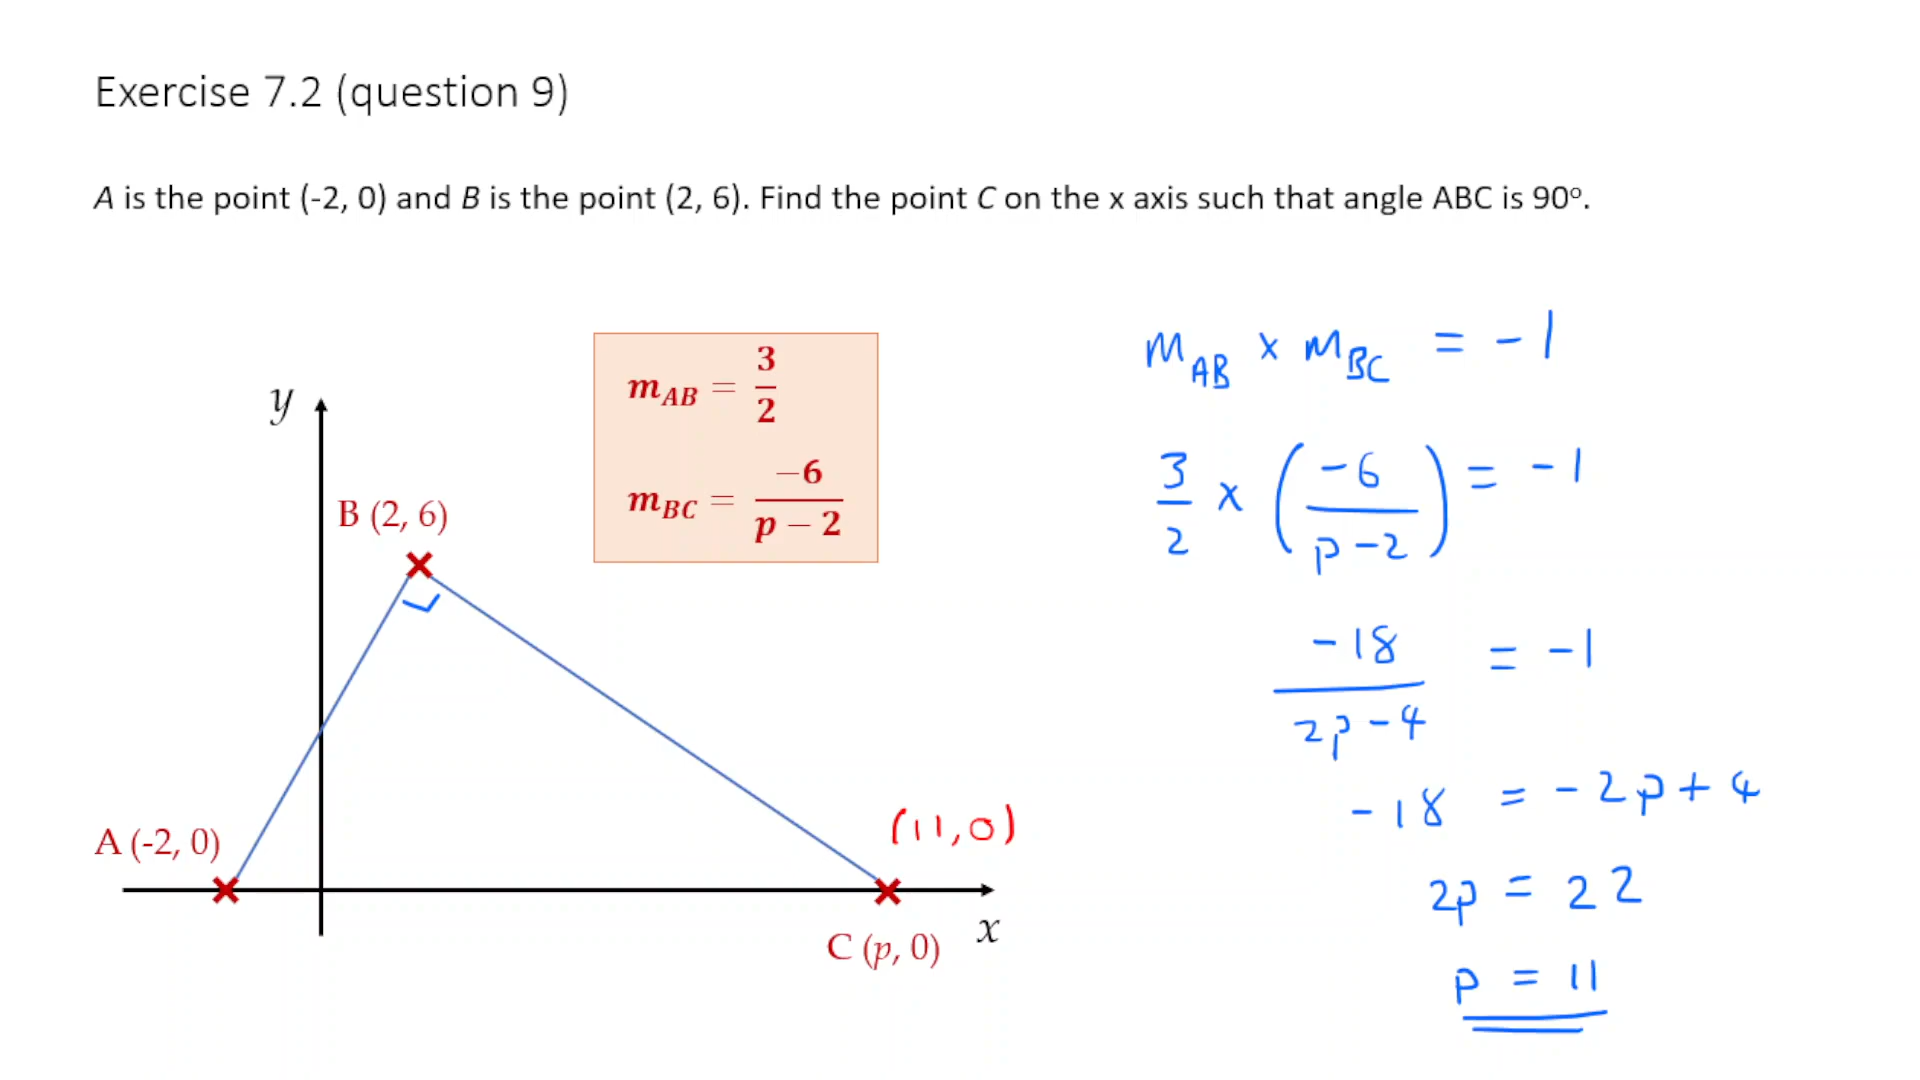 Exercise 7.2 (question 9)
A is the point (-2, 0) and B is the point (2, 6). Find the point C on the x axis such that angle ABC is 90°.
y
B (2, 6)
A (-2, 0)
(11,0)
C (p, 0)
x
m_AB = 3/2
m_BC = −6/(p − 2)
m_AB × m_BC = -1
3/2 × (-6/(p-2)) = -1
-18/(2p-4) = -1
-18 = -2p+4
2p = 22
p = 11